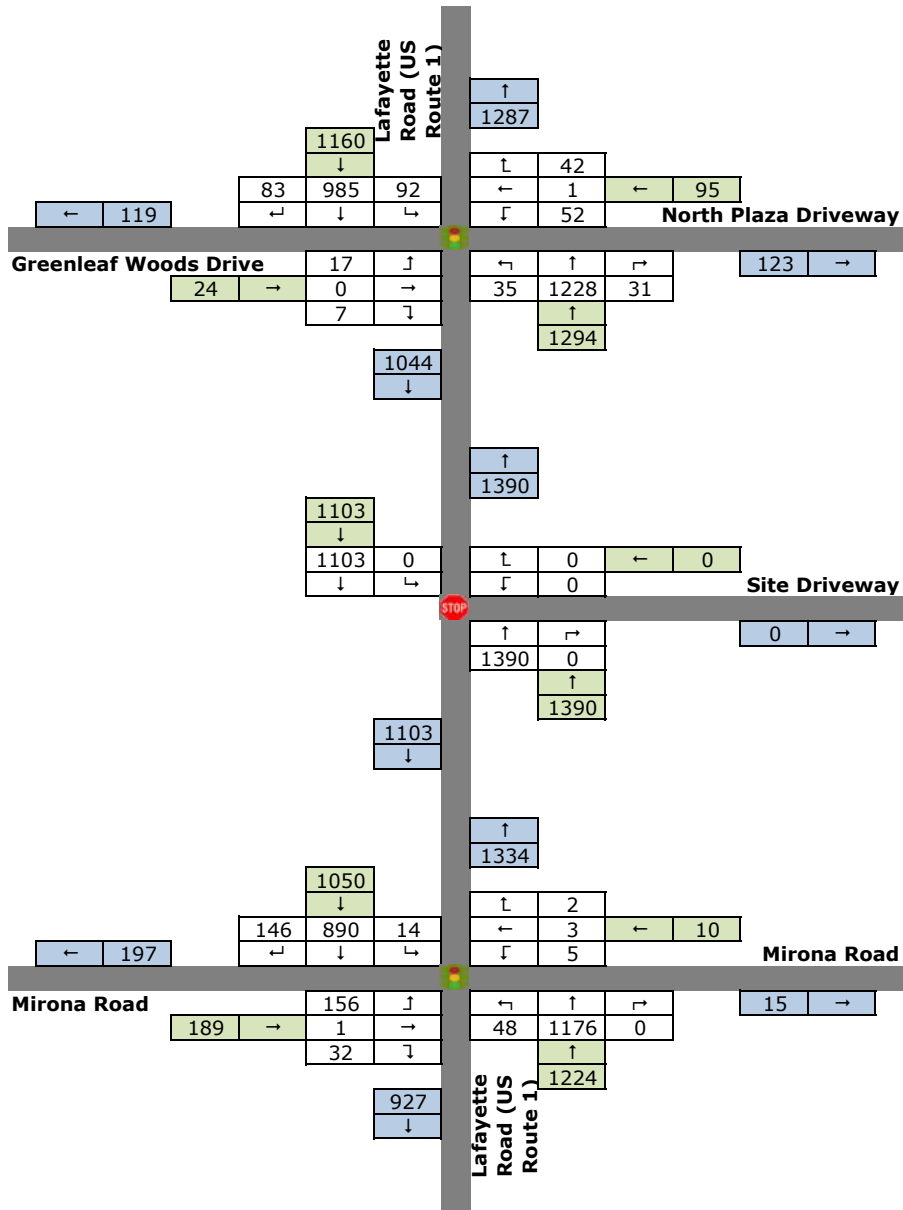 Lafayette
Road (US
Route 1)
↑
1287
1160
↓
↑ 42
83 985 92
← 1 ← 95
← 119
↵ ↓ ↳
↓ 52
North Plaza Driveway
Greenleaf Woods Drive
17 ↑
↰ ↑ ↱
123 →
24 → 0 →
35 1228 31
7 ↓
↑
1294
1044
↓
↑
1390
1103
↓
1103 0
↑ 0 ← 0
↓ ↳
↓ 0
Site Driveway
STOP
↑ ↱
0 →
1390 0
↑
1390
1103
↓
↑
1334
1050
↓
↑ 2
146 890 14
← 3 ← 10
← 197
↵ ↓ ↳
↓ 5
Mirona Road
Mirona Road
156 ↑
↰ ↑ ↱
15 →
189 → 1 →
48 1176 0
32 ↓
↑
1224
927
↓
Lafayette
Road (US
Route 1)